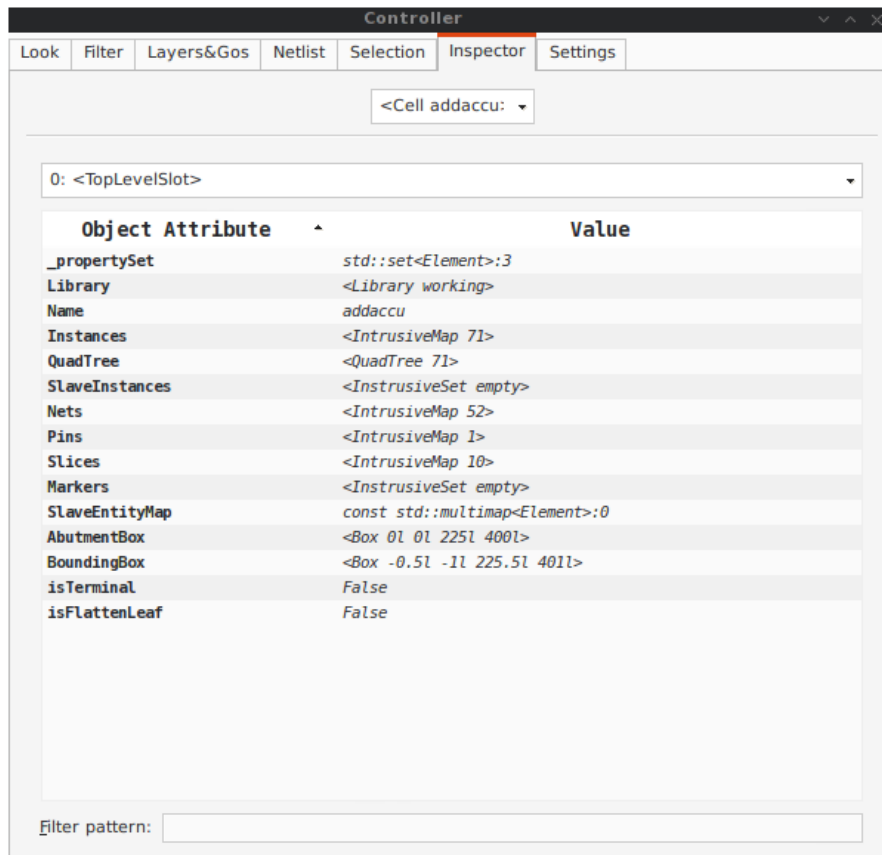 Controller
Look Filter Layers&Gos Netlist Selection Inspector Settings
<Cell addaccu:
0: <TopLevelSlot>
Object Attribute Value
_propertySet std::set<Element>:3
Library <Library working>
Name addaccu
Instances <IntrusiveMap 71>
QuadTree <QuadTree 71>
SlaveInstances <InstrusiveSet empty>
Nets <IntrusiveMap 52>
Pins <IntrusiveMap 1>
Slices <IntrusiveMap 10>
Markers <InstrusiveSet empty>
SlaveEntityMap const std::multimap<Element>:0
AbutmentBox <Box 0l 0l 225l 400l>
BoundingBox <Box -0.5l -1l 225.5l 401l>
isTerminal False
isFlattenLeaf False
Filter pattern: